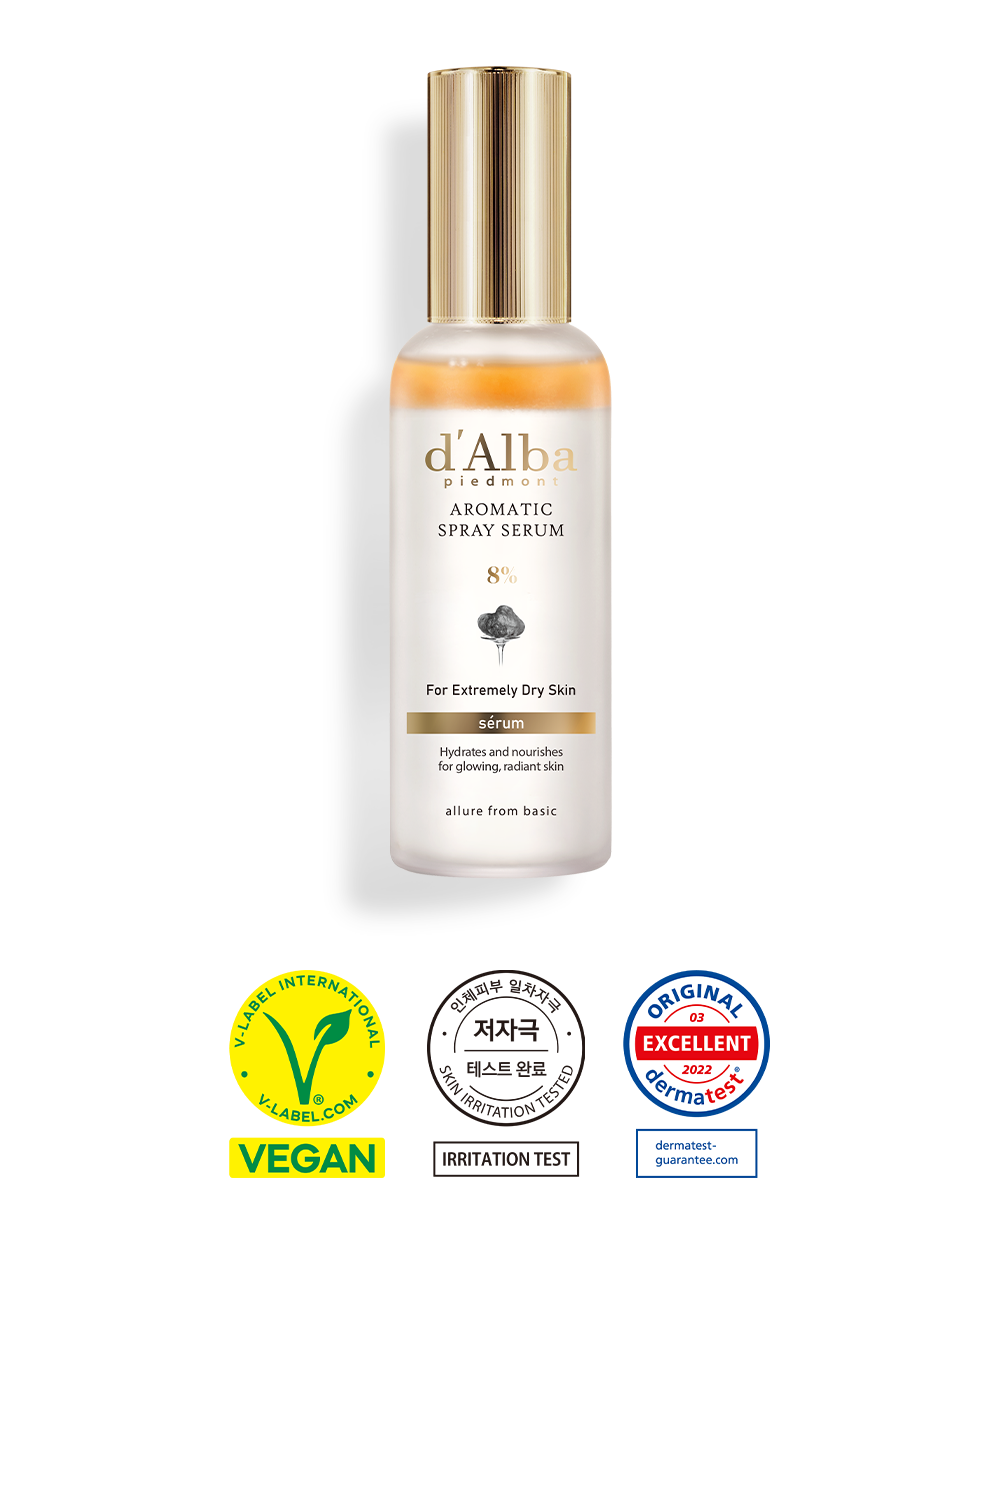 d'Alba
piedmont
AROMATIC
SPRAY SERUM
8%
For Extremely Dry Skin
sérum
Hydrates and nourishes
for glowing, radiant skin
allure from basic
V-LABEL INTERNATIONAL
®
V-LABEL.COM
VEGAN
인체피부 일차자극
저자극
테스트 완료
SKIN IRRITATION TESTED
IRRITATION TEST
ORIGINAL
03
EXCELLENT
2022
dermatest®
dermatest-
guarantee.com